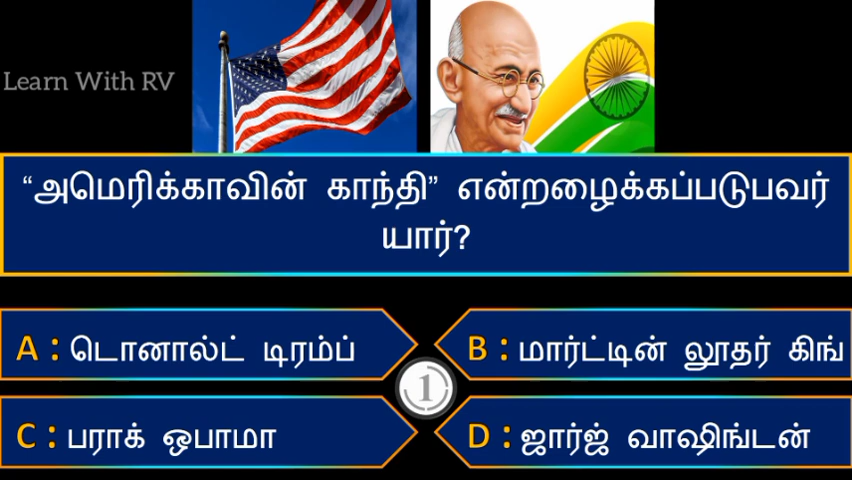 Learn With RV
“அமெரிக்காவின் காந்தி” என்றழைக்கப்படுபவர்
யார்?
A : டொனால்ட் டிரம்ப்
B : மார்ட்டின் லூதர் கிங்
1
C : பராக் ஒபாமா
D : ஜார்ஜ் வாஷிங்டன்